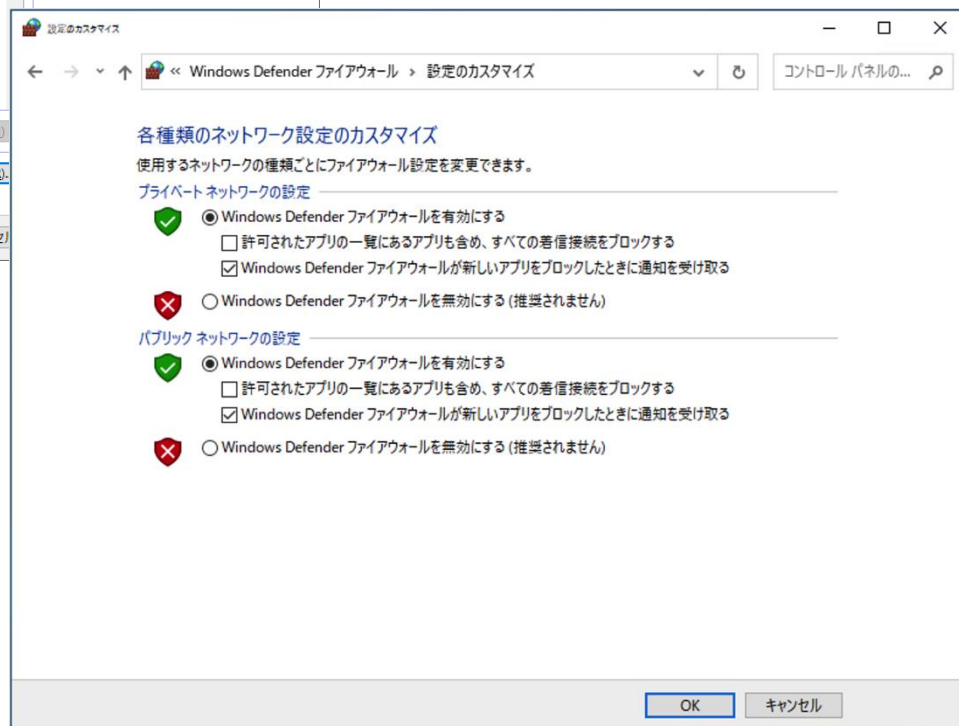 設定のカスタマイズ
« Windows Defender ファイアウォール › 設定のカスタマイズ
コントロール パネルの...
各種類のネットワーク設定のカスタマイズ
使用するネットワークの種類ごとにファイアウォール設定を変更できます。
プライベート ネットワークの設定
Windows Defender ファイアウォールを有効にする
許可されたアプリの一覧にあるアプリも含め、すべての着信接続をブロックする
Windows Defender ファイアウォールが新しいアプリをブロックしたときに通知を受け取る
Windows Defender ファイアウォールを無効にする (推奨されません)
パブリック ネットワークの設定
Windows Defender ファイアウォールを有効にする
許可されたアプリの一覧にあるアプリも含め、すべての着信接続をブロックする
Windows Defender ファイアウォールが新しいアプリをブロックしたときに通知を受け取る
Windows Defender ファイアウォールを無効にする (推奨されません)
OK
キャンセル